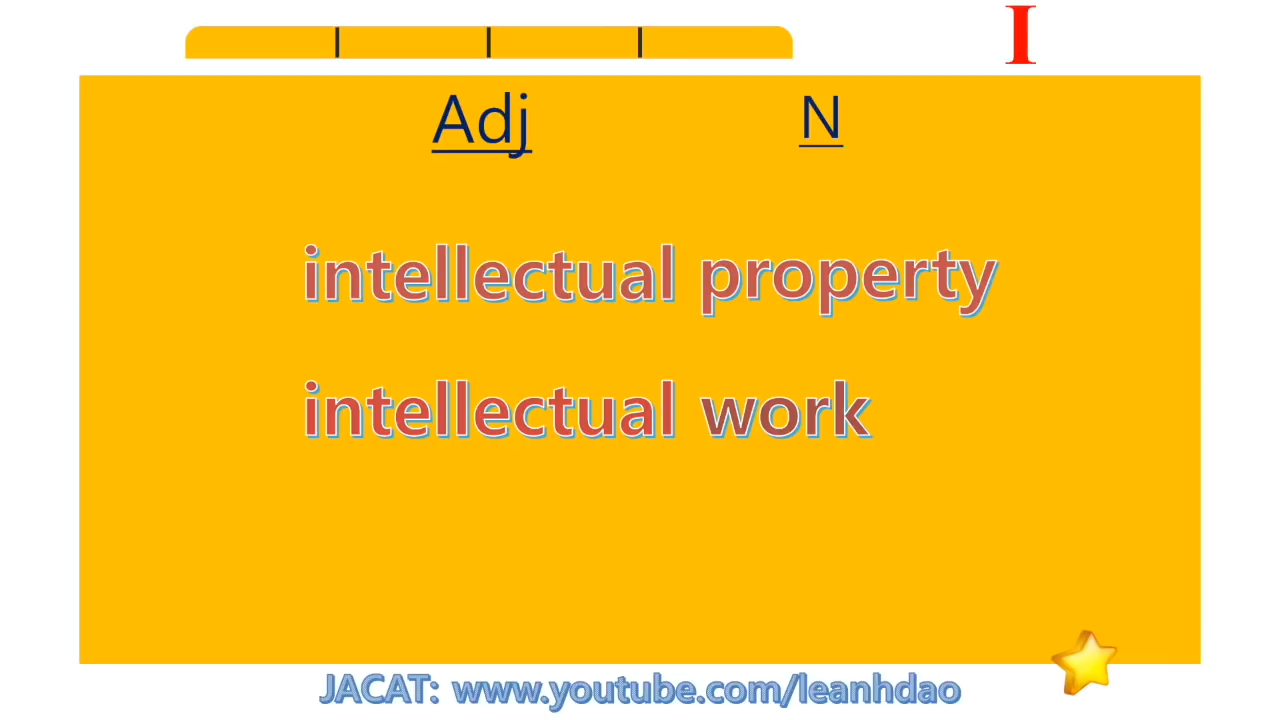 I
Adj N
intellectual property
intellectual work
JACAT: www.youtube.com/leanhdao